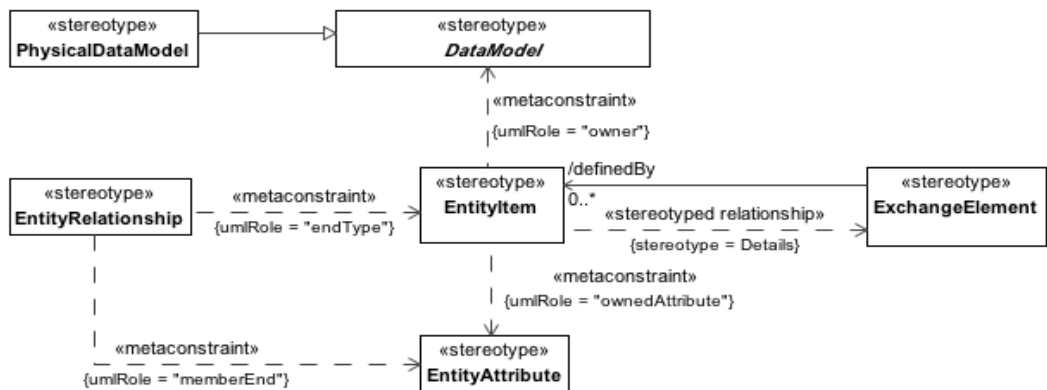 «stereotype»
PhysicalDataModel
«stereotype»
DataModel
«metaconstraint»
{umlRole = "owner"}
«stereotype»
EntityRelationship
«metaconstraint»
{umlRole = "endType"}
«stereotype»
EntityItem
/definedBy
0..*
«stereotyped relationship»
{stereotype = Details}
«stereotype»
ExchangeElement
«metaconstraint»
{umlRole = "ownedAttribute"}
«metaconstraint»
{umlRole = "memberEnd"}
«stereotype»
EntityAttribute